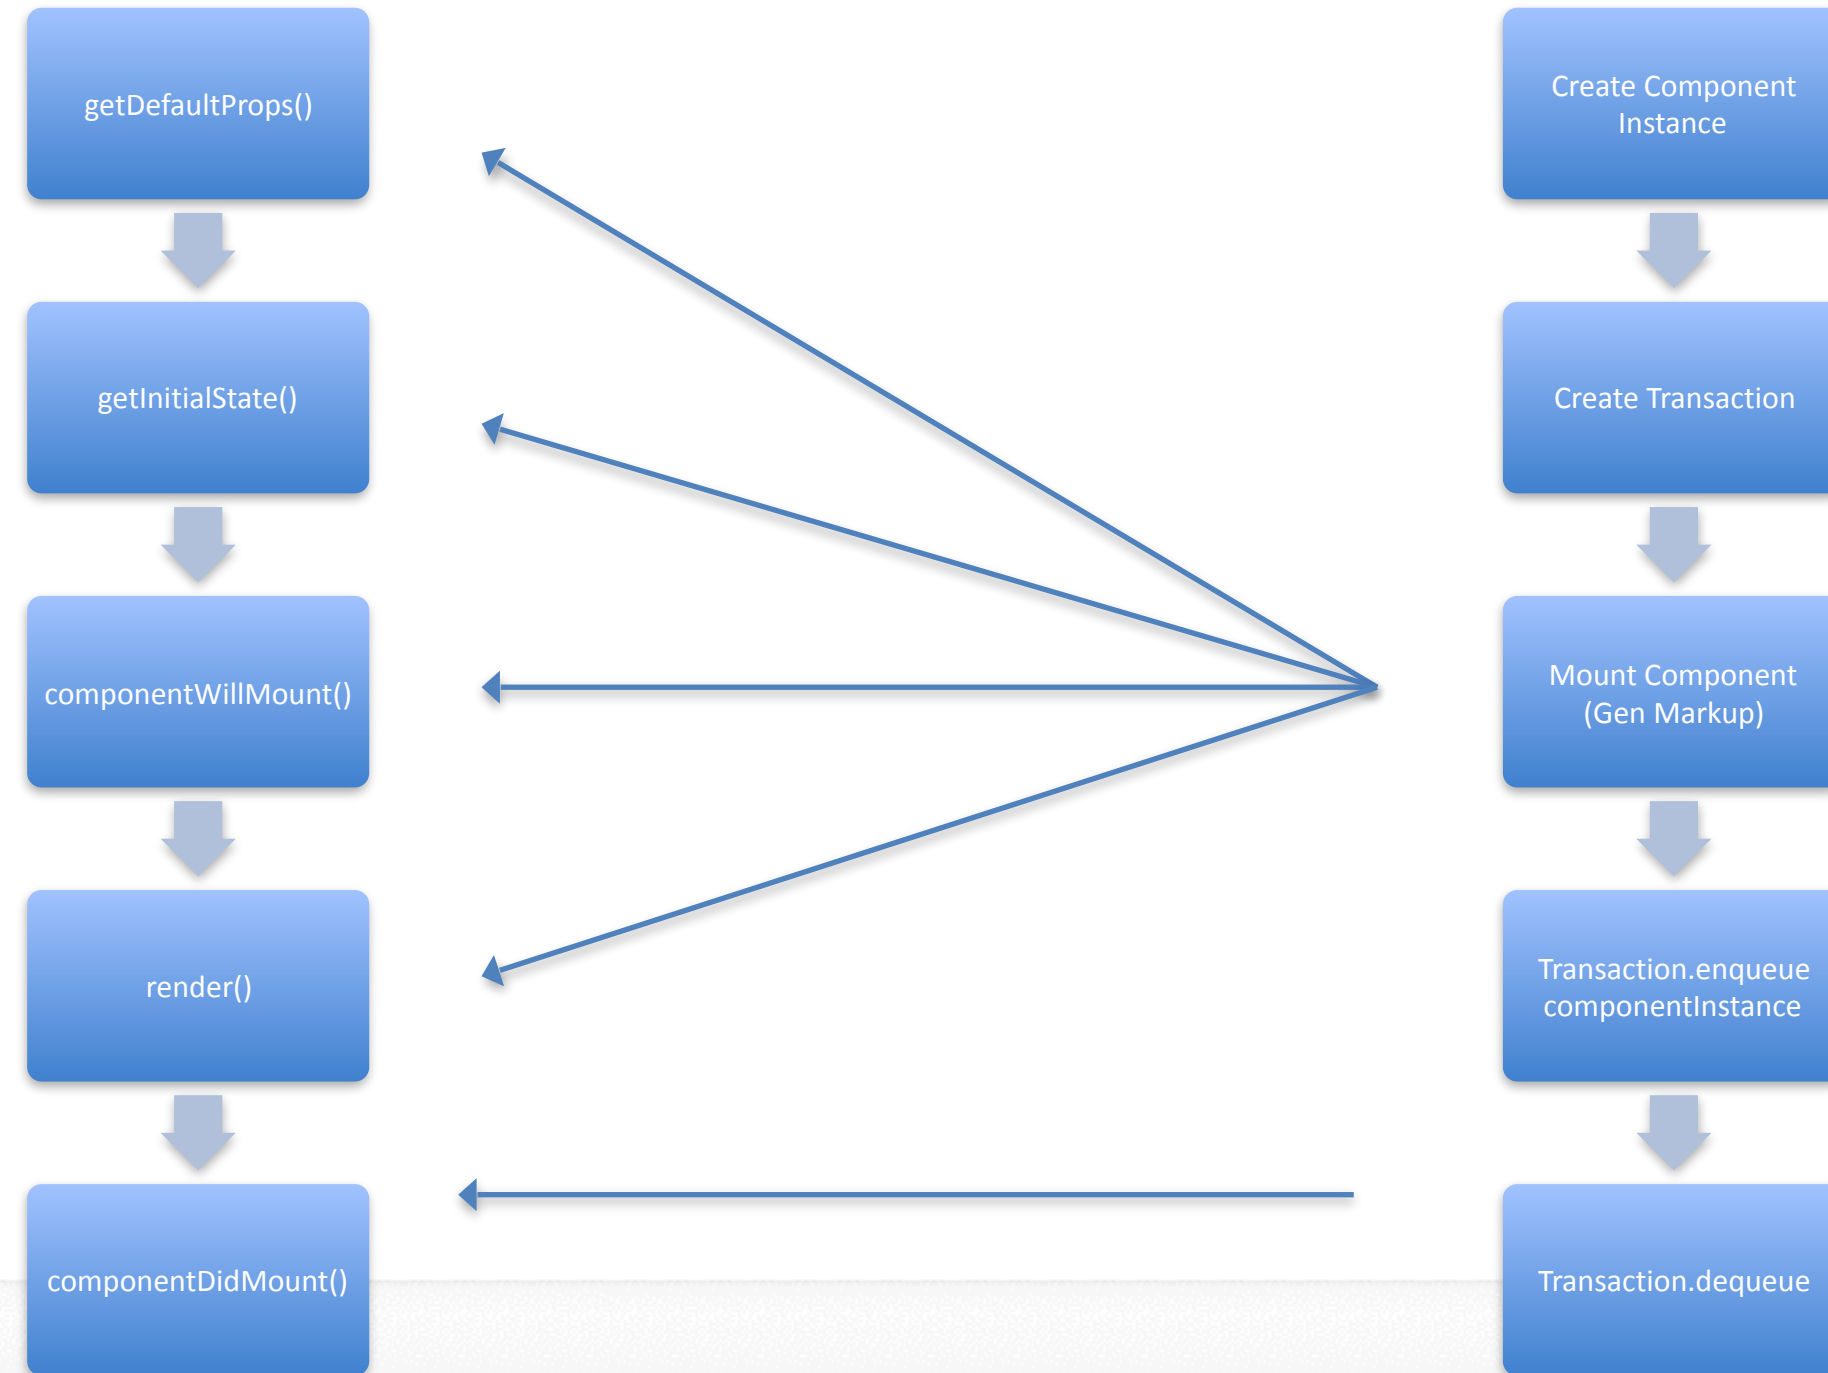 getDefaultProps()
getInitialState()
componentWillMount()
render()
componentDidMount()
Create Component
Instance
Create Transaction
Mount Component
(Gen Markup)
Transaction.enqueue
componentInstance
Transaction.dequeue